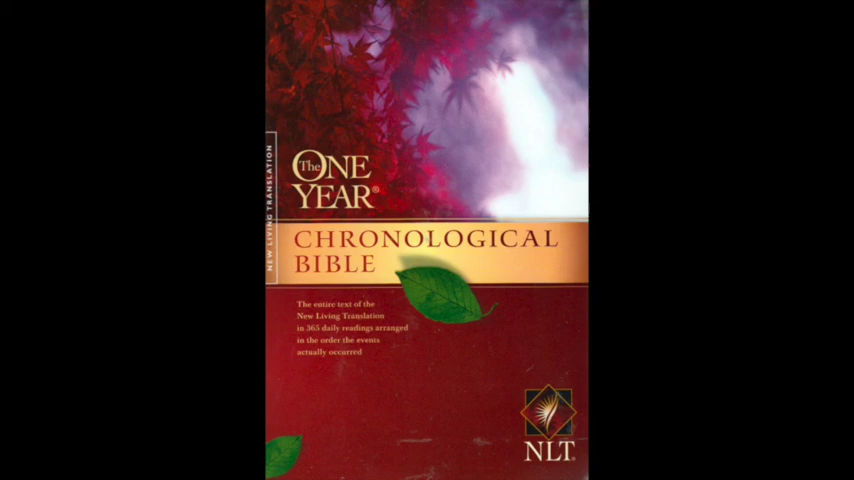 NEW LIVING TRANSLATION
The ONE
YEAR®
CHRONOLOGICAL
BIBLE
The entire text of the
New Living Translation
in 365 daily readings arranged
in the order the events
actually occurred
NLT®